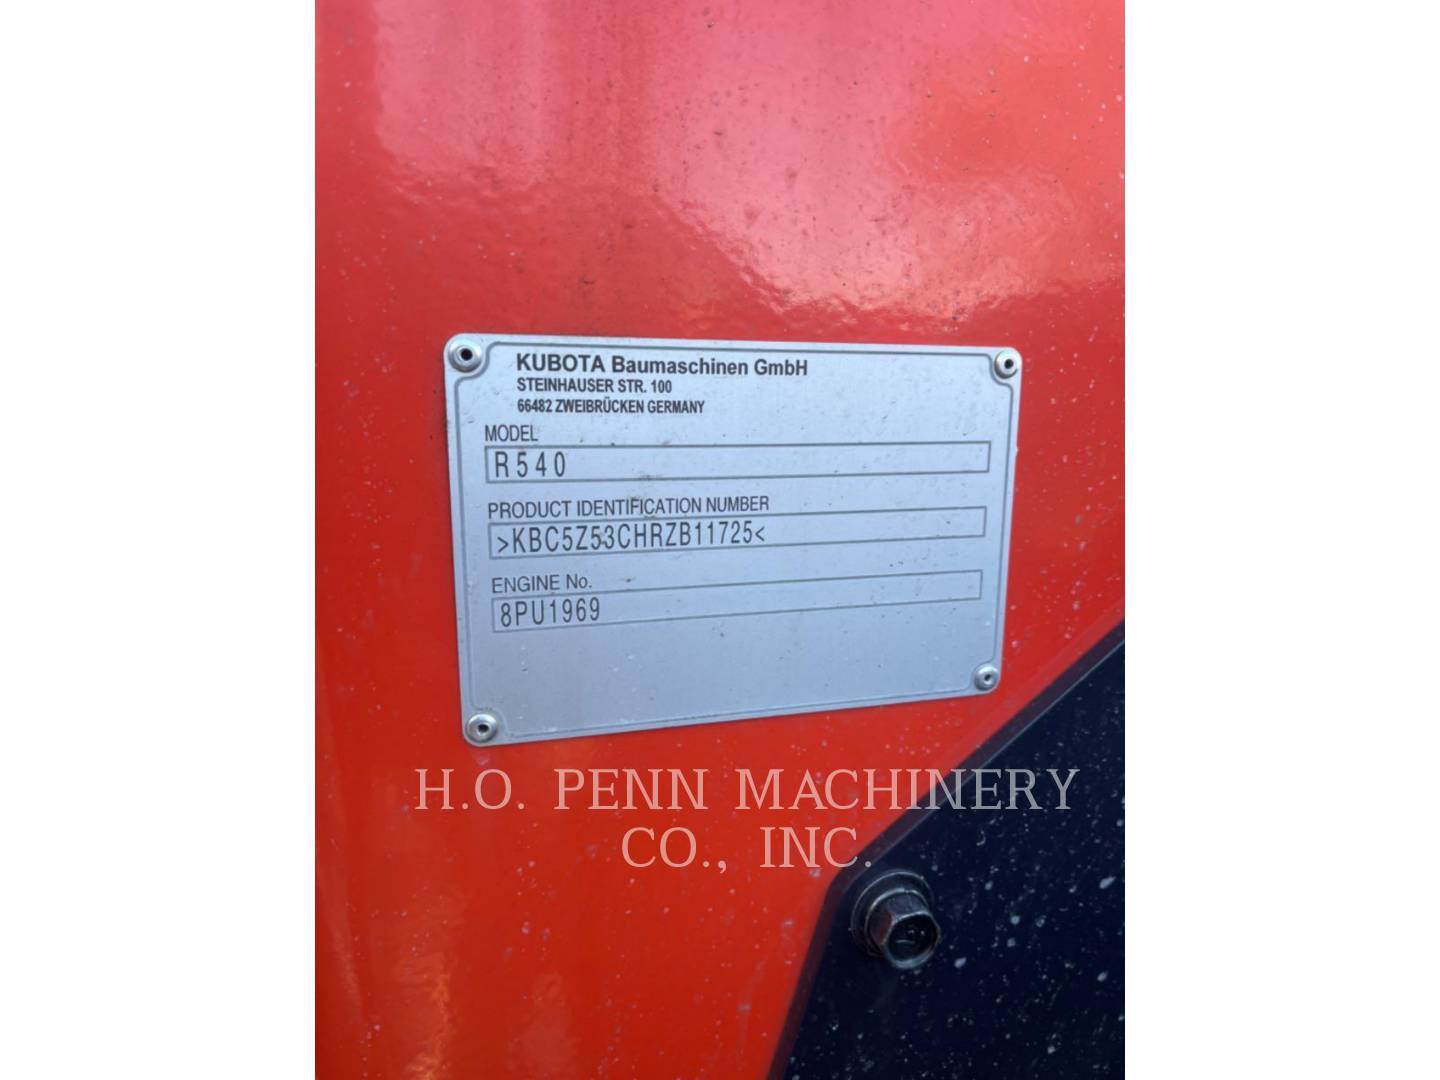 KUBOTA Baumaschinen GmbH
STEINHAUSER STR. 100
66482 ZWEIBRÜCKEN GERMANY
MODEL
R540
PRODUCT IDENTIFICATION NUMBER
>KBC5Z53CHRZB11725<
ENGINE No.
8PU1969
H.O. PENN MACHINERY
CO., INC.